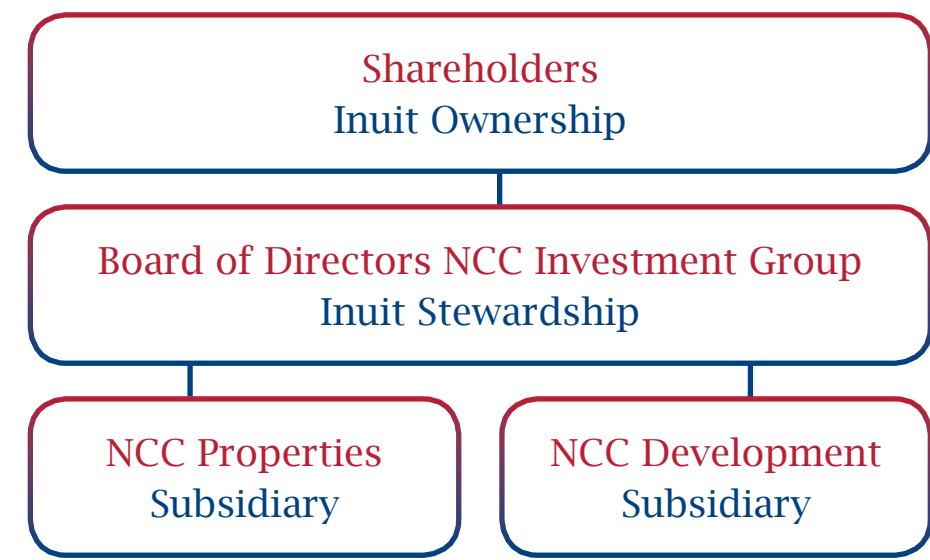 Shareholders
Inuit Ownership
Board of Directors NCC Investment Group
Inuit Stewardship
NCC Properties
Subsidiary
NCC Development
Subsidiary